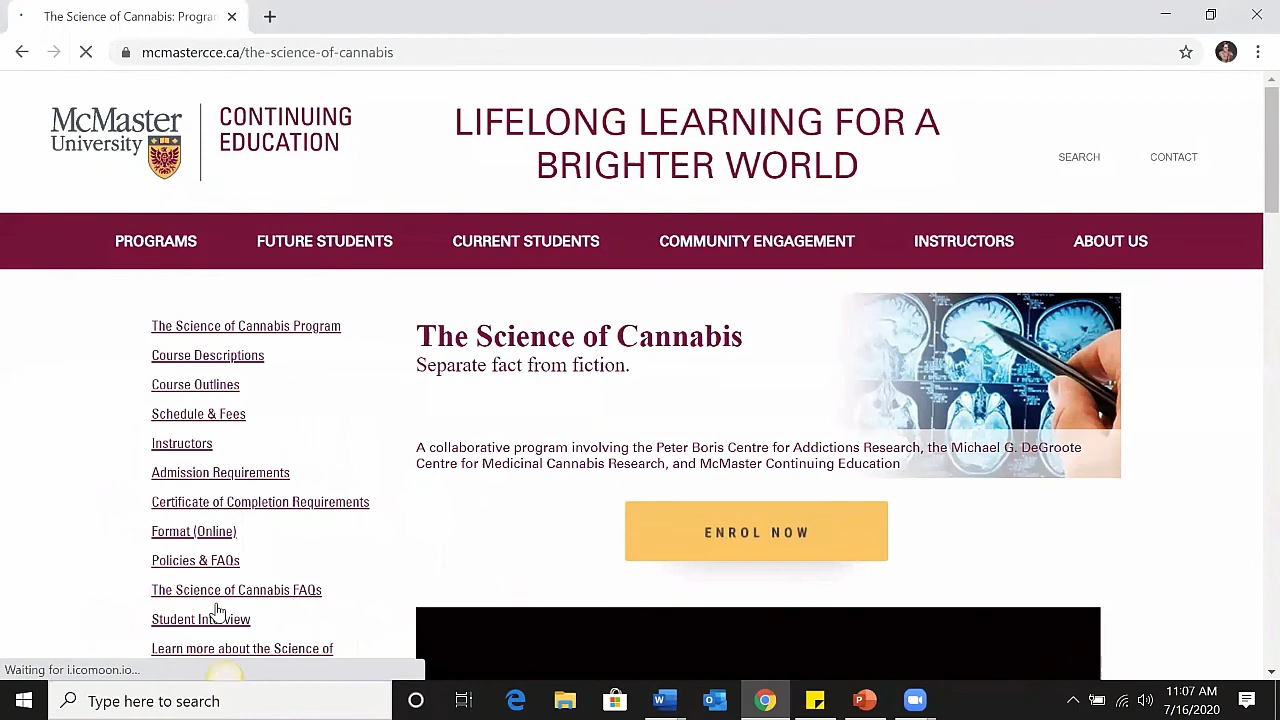 The Science of Cannabis: Progran
mcmastercce.ca/the-science-of-cannabis
McMaster
University
CONTINUING
EDUCATION
LIFELONG LEARNING FOR A
BRIGHTER WORLD
SEARCH
CONTACT
PROGRAMS
FUTURE STUDENTS
CURRENT STUDENTS
COMMUNITY ENGAGEMENT
INSTRUCTORS
ABOUT US
The Science of Cannabis Program
Course Descriptions
Course Outlines
Schedule & Fees
Instructors
Admission Requirements
Certificate of Completion Requirements
Format (Online)
Policies & FAQs
The Science of Cannabis FAQs
Student Interview
Learn more about the Science of
The Science of Cannabis
Separate fact from fiction.
A collaborative program involving the Peter Boris Centre for Addictions Research, the Michael G. DeGroote
Centre for Medicinal Cannabis Research, and McMaster Continuing Education
ENROL NOW
Waiting for i.icomoon.io...
Type here to search
11:07 AM
7/16/2020